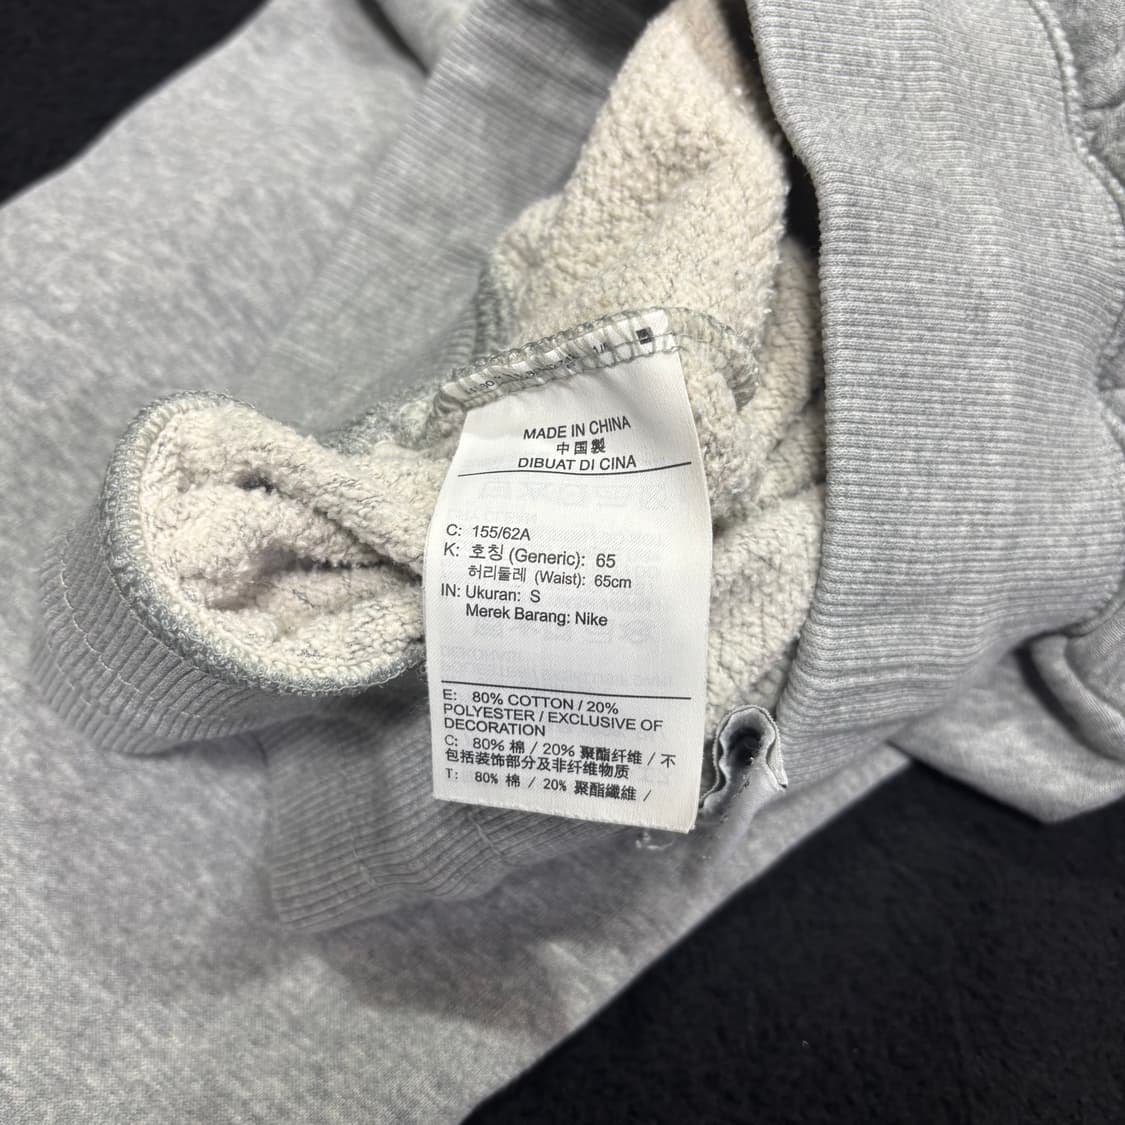 MADE IN CHINA
中国製
DIBUAT DI CINA
C: 155/62A
K: 호칭 (Generic): 65
허리둘레 (Waist): 65cm
IN: Ukuran: S
Merek Barang: Nike
E: 80% COTTON / 20%
POLYESTER / EXCLUSIVE OF
DECORATION
C: 80% 棉 / 20% 聚酯纤维 / 不
包括装饰部分及非纤维物质
T: 80% 棉 / 20% 聚酯纖維 /